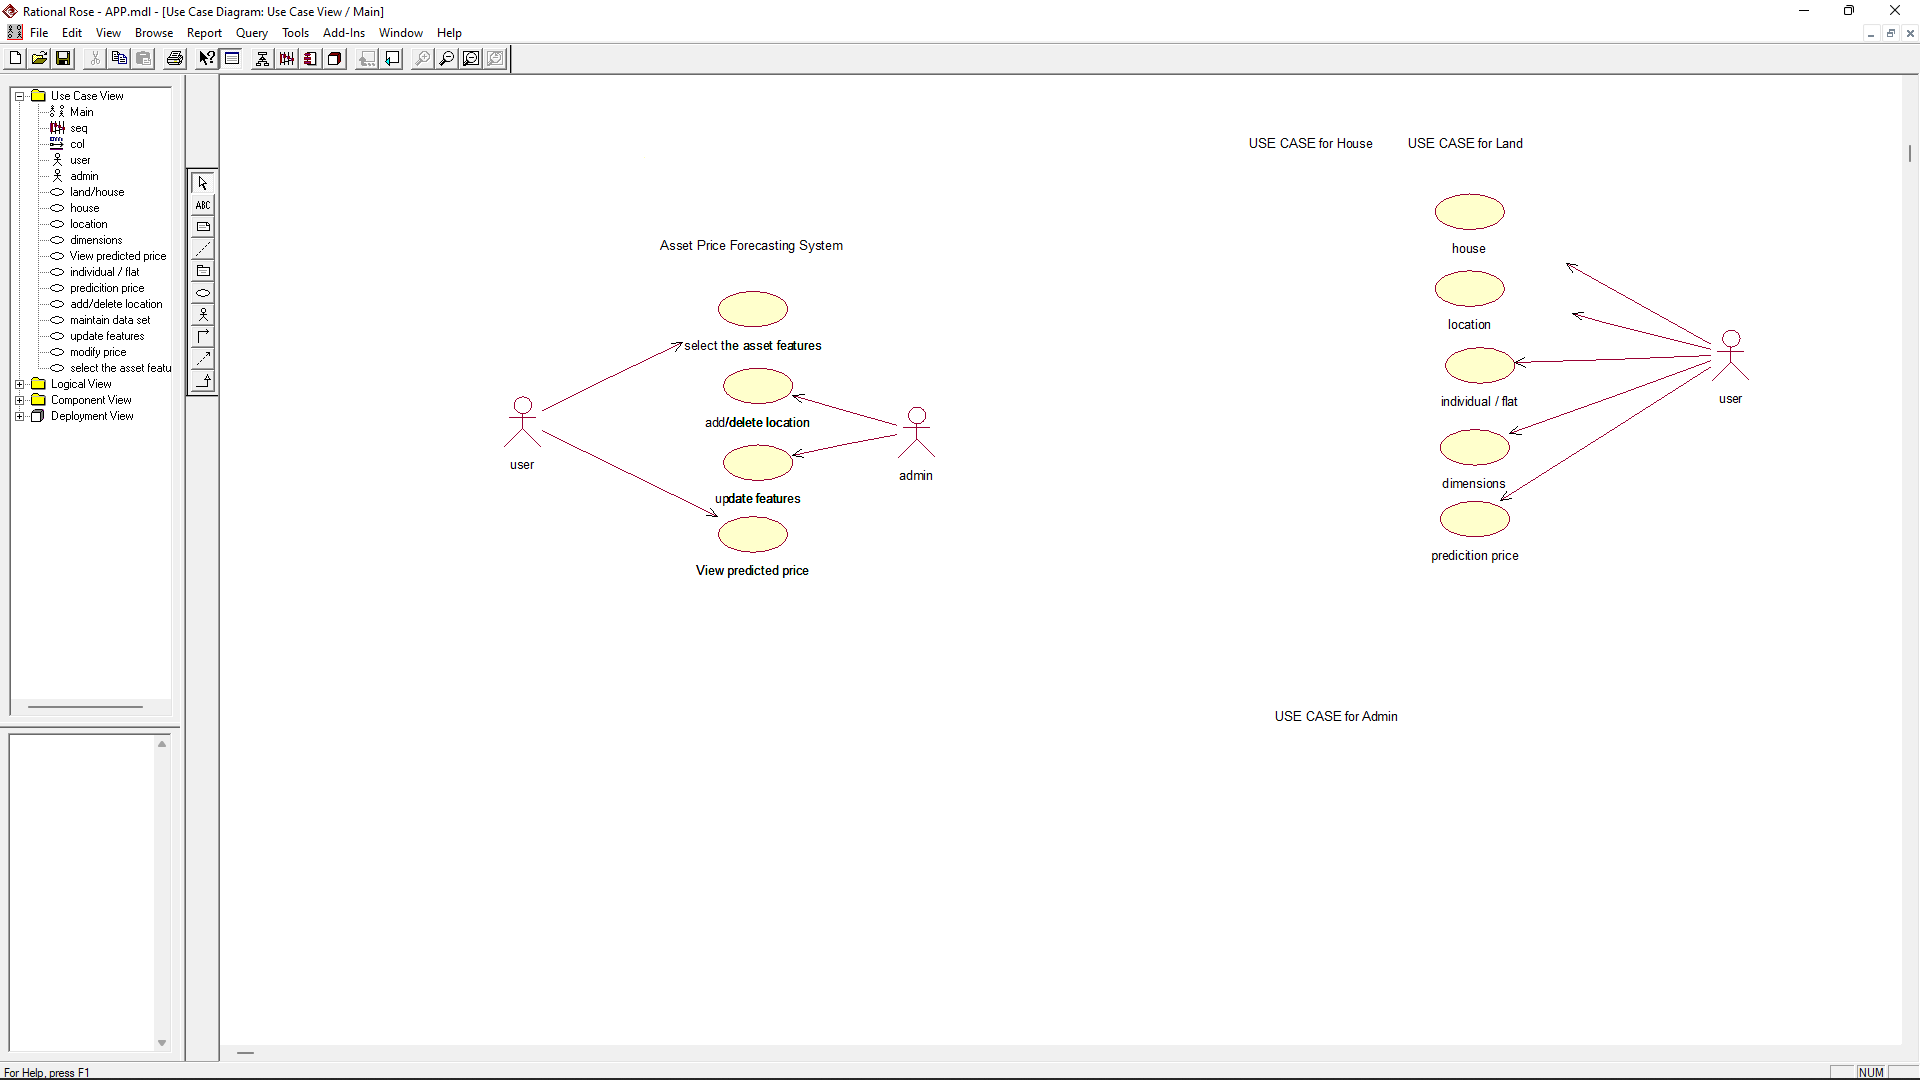 Rational Rose - APP.mdl - [Use Case Diagram: Use Case View / Main]
File Edit View Browse Report Query Tools Add-Ins Window Help
Use Case View
Main
seq
col
user
admin
land/house
house
location
dimensions
View predicted price
individual / flat
predicition price
add/delete location
maintain data set
update features
modify price
select the asset featu
Logical View
Component View
Deployment View
ABC
Asset Price Forecasting System
select the asset features
add/delete location
update features
View predicted price
user
admin
USE CASE for House
USE CASE for Land
house
location
individual / flat
dimensions
predicition price
user
USE CASE for Admin
For Help, press F1
NUM